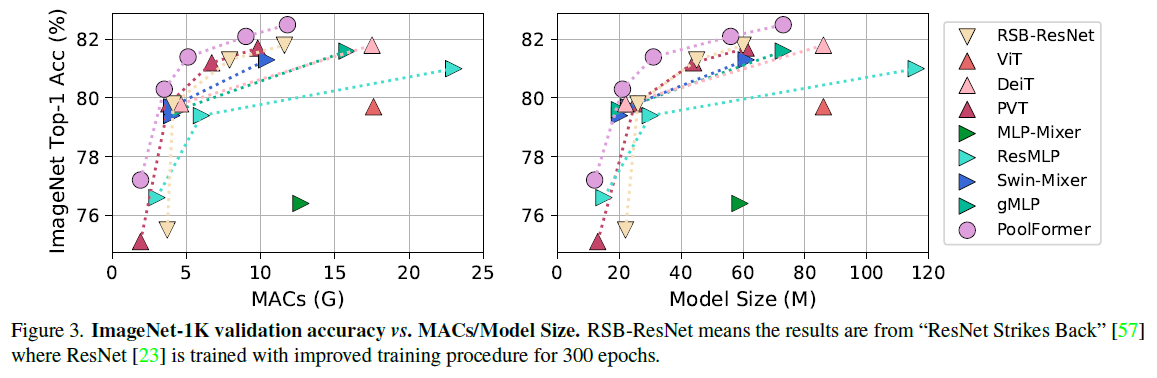 ImageNet Top-1 Acc (%)
82
80
78
76
0 5 10 15 20 25
MACs (G)
82
80
78
76
0 20 40 60 80 100 120
Model Size (M)
RSB-ResNet
ViT
DeiT
PVT
MLP-Mixer
ResMLP
Swin-Mixer
gMLP
PoolFormer
Figure 3. ImageNet-1K validation accuracy vs. MACs/Model Size. RSB-ResNet means the results are from “ResNet Strikes Back” [57]
where ResNet [23] is trained with improved training procedure for 300 epochs.